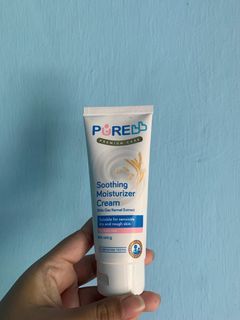 PUREBB
PREMIUM CARE
Soothing
Moisturizer
Cream
With Oat Kernel Extract
Suitable for sensitive,
dry and rough skin